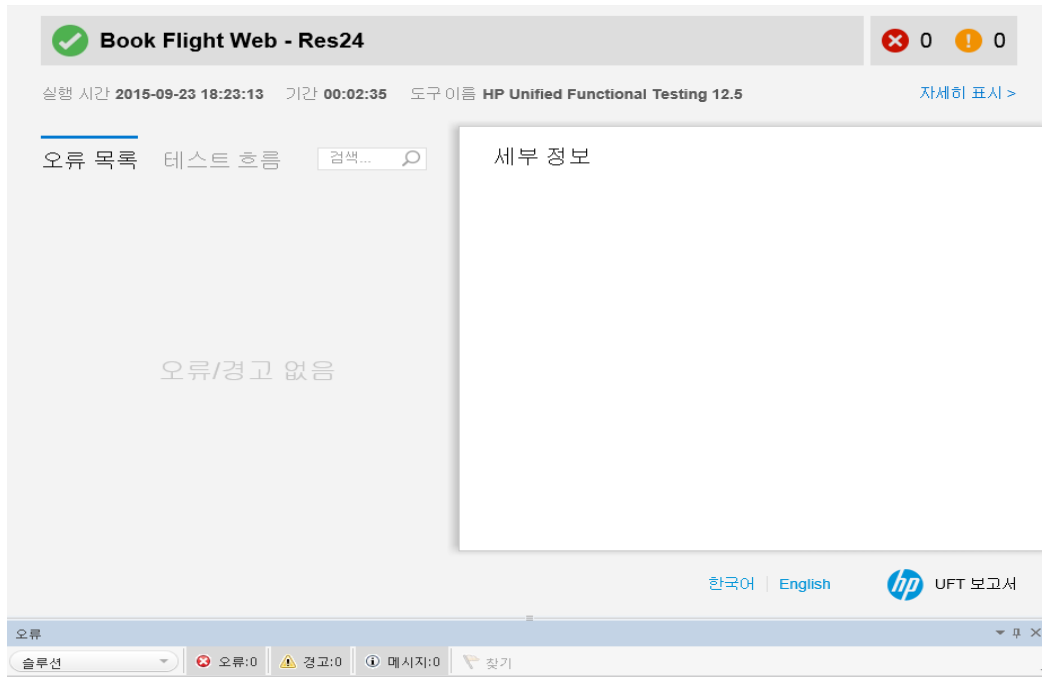 Book Flight Web - Res24
0
0
실행 시간 2015-09-23 18:23:13 기간 00:02:35 도구 이름 HP Unified Functional Testing 12.5
자세히 표시 >
오류 목록 테스트 흐름 검색...
세부 정보
오류/경고 없음
한국어 English
hp UFT 보고서
오류
솔루션 오류:0 경고:0 메시지:0 찾기